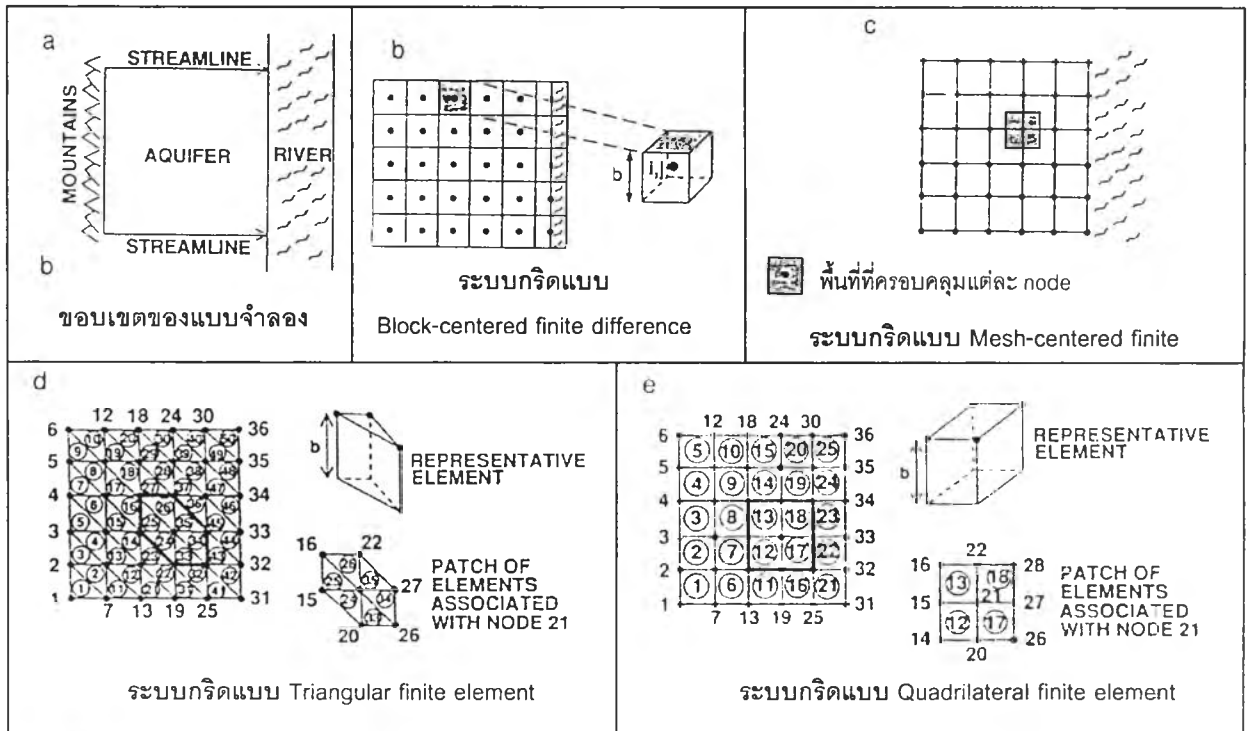 a
STREAMLINE
MOUNTAINS
AQUIFER
RIVER
STREAMLINE
b
ขอบเขตของแบบจำลอง
b
b
i,j
ระบบกริดแบบ
Block-centered finite difference
c
พื้นที่ที่ครอบคลุมแต่ละ node
ระบบกริดแบบ Mesh-centered finite
d
12 18 24 30
6 36
5 35
4 34
3 33
2 32
1 31
7 13 19 25
b
REPRESENTATIVE
ELEMENT
16 22
27
15
20 26
PATCH OF
ELEMENTS
ASSOCIATED
WITH NODE 21
ระบบกริดแบบ Triangular finite element
e
12 18 24 30
6 5 10 15 20 25 36
5 35
4 9 14 19 24
4 34
3 8 13 18 23
3 33
2 7 12 17 22
2 32
1 6 11 16 21
1 31
7 13 19 25
b
REPRESENTATIVE
ELEMENT
16 22 28
13 18
15 21 27
12 17
14 20 26
PATCH OF
ELEMENTS
ASSOCIATED
WITH NODE 21
ระบบกริดแบบ Quadrilateral finite element